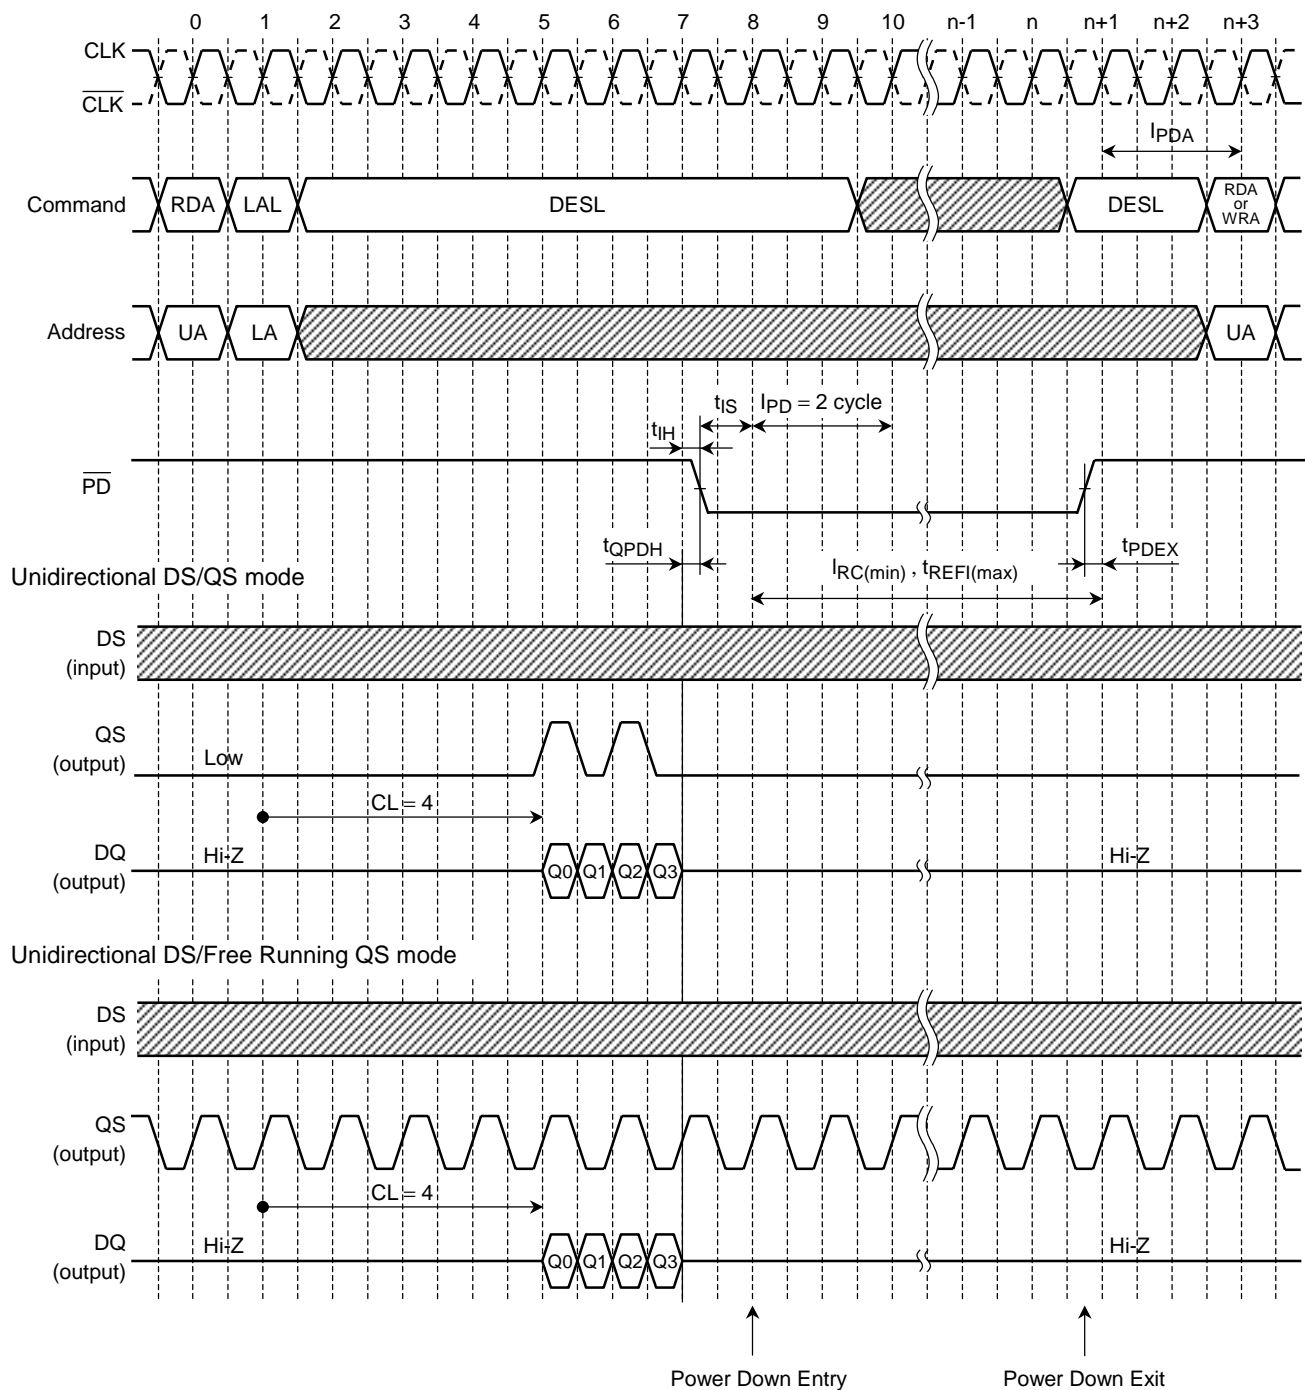 0 1 2 3 4 5 6 7 8 9 10 n-1 n n+1 n+2 n+3
CLK
CLK
IPDA
Command RDA LAL DESL DESL RDA or WRA
Address UA LA UA
tIS IPD = 2 cycle
tIH
PD
tQPDH IRC(min) , tREFI(max) tPDEX
Unidirectional DS/QS mode
DS
(input)
QS
(output) Low
CL = 4
DQ
(output) Hi-Z Q0 Q1 Q2 Q3 Hi-Z
Unidirectional DS/Free Running QS mode
DS
(input)
QS
(output)
CL = 4
DQ
(output) Hi-Z Q0 Q1 Q2 Q3 Hi-Z
Power Down Entry Power Down Exit